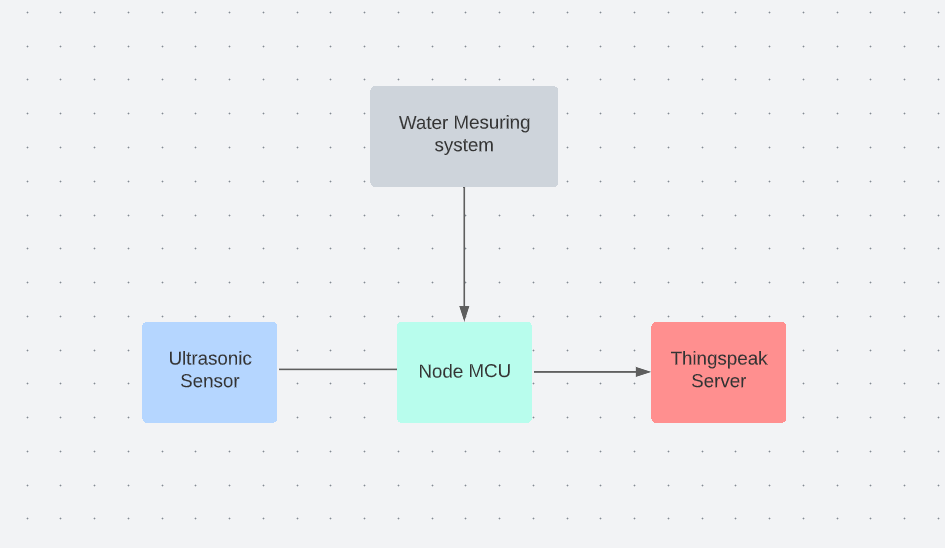 Water Mesuring
system
Ultrasonic
Sensor
Node MCU
Thingspeak
Server